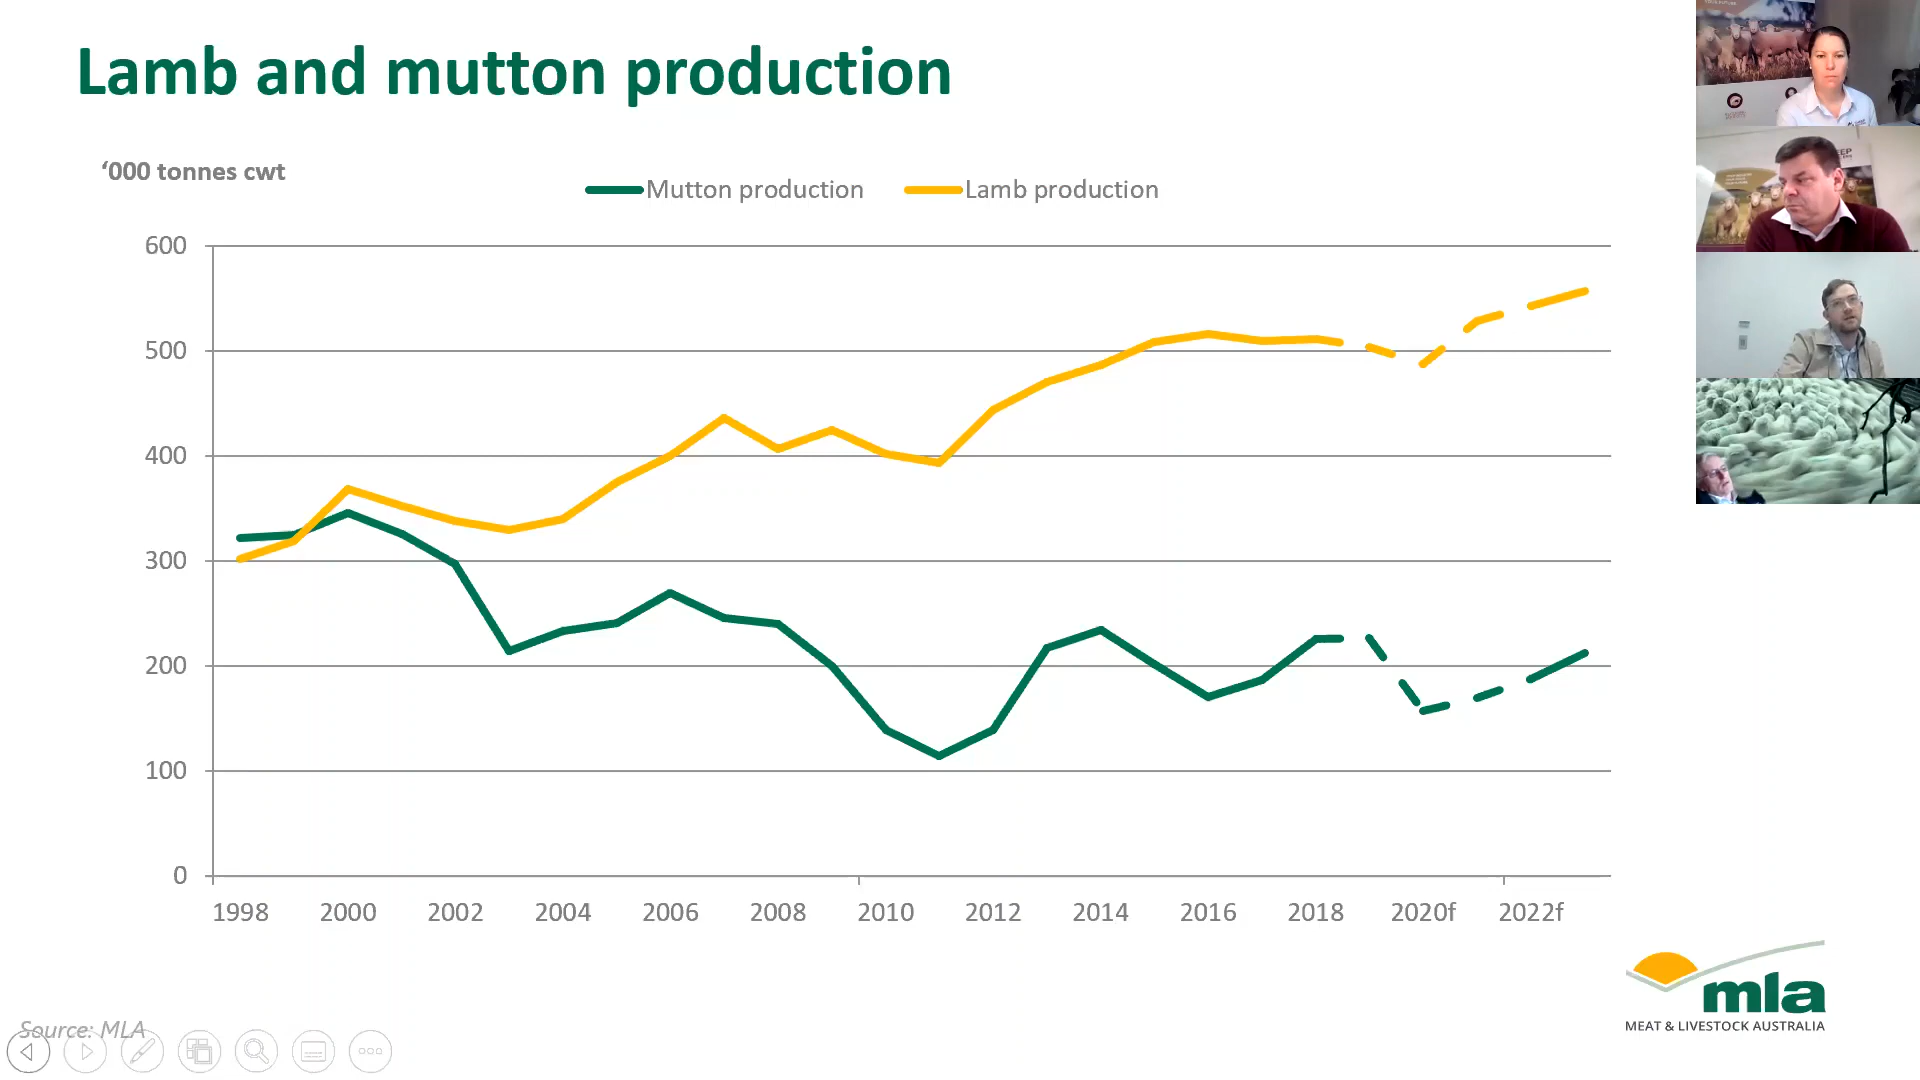 Lamb and mutton production
‘000 tonnes cwt
Mutton production
Lamb production
600
500
400
300
200
100
0
1998 2000 2002 2004 2006 2008 2010 2012 2014 2016 2018 2020f 2022f
Source: MLA
mla
MEAT & LIVESTOCK AUSTRALIA